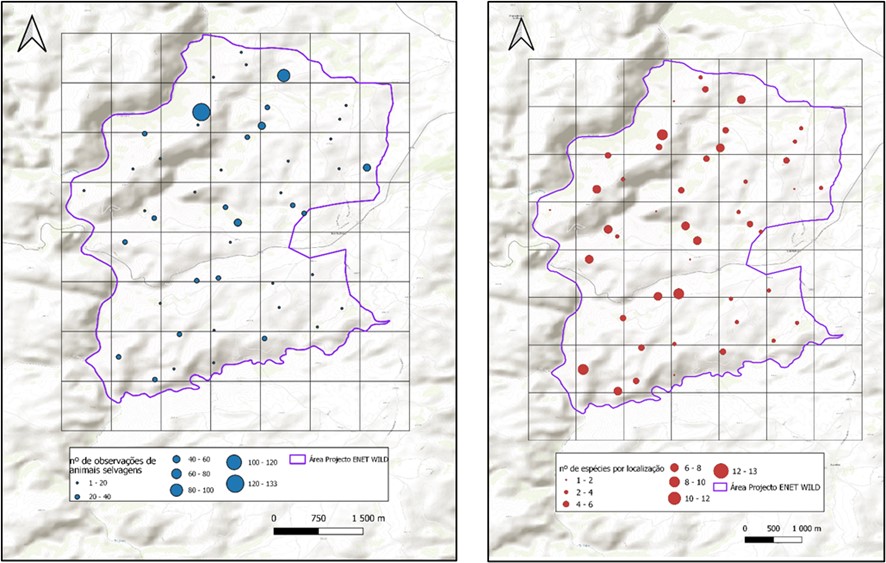 nº de observações de
animais selvagens
1 - 20
20 - 40
40 - 60
60 - 80
80 - 100
100 - 120
120 - 133
Área Projecto ENET WILD
0 750 1 500 m
nº de espécies por localização
1 - 2
2 - 4
4 - 6
6 - 8
8 - 10
10 - 12
12 - 13
Área Projecto ENET WILD
0 500 1 000 m